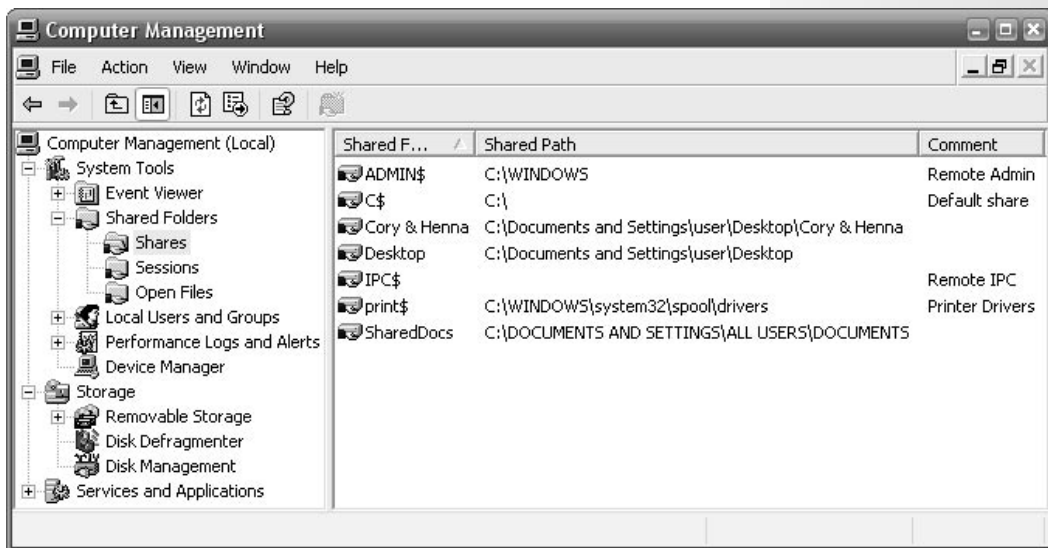 Computer Management
File Action View Window Help
Computer Management (Local)
System Tools
Event Viewer
Shared Folders
Shares
Sessions
Open Files
Local Users and Groups
Performance Logs and Alerts
Device Manager
Storage
Removable Storage
Disk Defragmenter
Disk Management
Services and Applications
Shared F... Shared Path Comment
ADMIN$ C:\WINDOWS Remote Admin
C$ C:\ Default share
Cory & Henna C:\Documents and Settings\user\Desktop\Cory & Henna
Desktop C:\Documents and Settings\user\Desktop
IPC$ Remote IPC
print$ C:\WINDOWS\system32\spool\drivers Printer Drivers
SharedDocs C:\DOCUMENTS AND SETTINGS\ALL USERS\DOCUMENTS